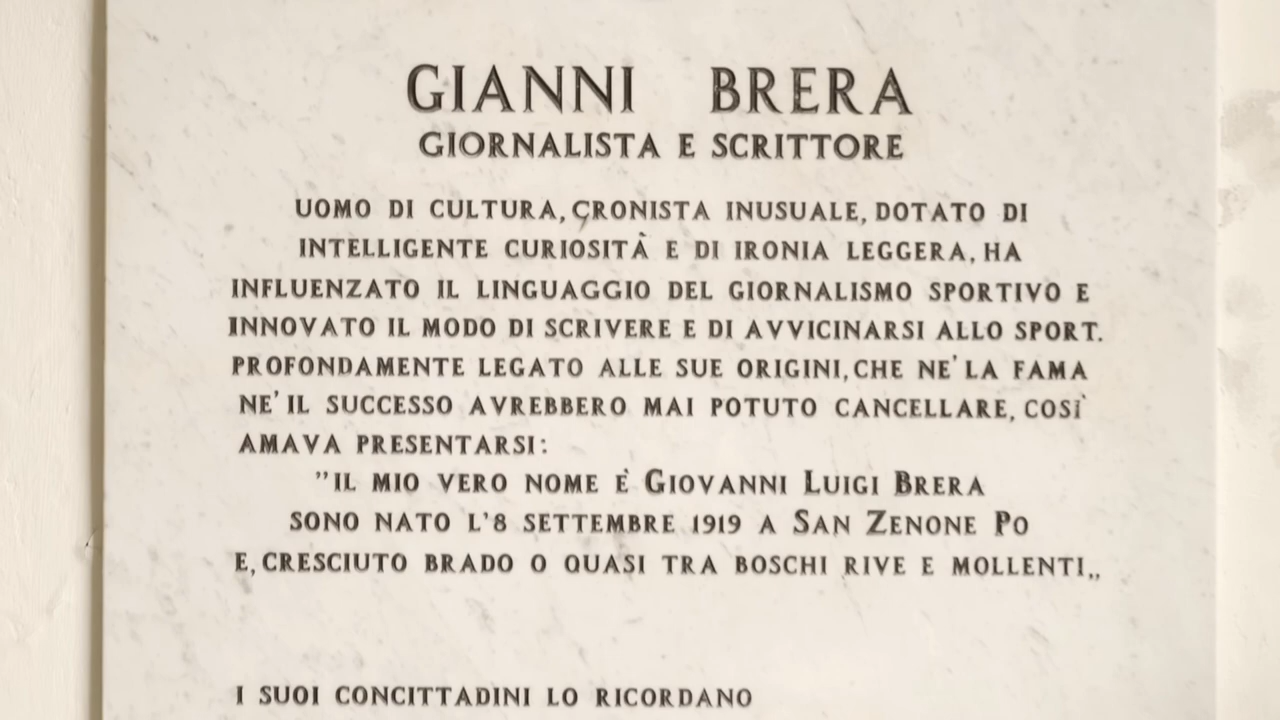 GIANNI BRERA
GIORNALISTA E SCRITTORE
UOMO DI CULTURA, CRONISTA INUSUALE, DOTATO DI
INTELLIGENTE CURIOSITÀ E DI IRONIA LEGGERA, HA
INFLUENZATO IL LINGUAGGIO DEL GIORNALISMO SPORTIVO E
INNOVATO IL MODO DI SCRIVERE E DI AVVICINARSI ALLO SPORT.
PROFONDAMENTE LEGATO ALLE SUE ORIGINI, CHE NE' LA FAMA
NE' IL SUCCESSO AVREBBERO MAI POTUTO CANCELLARE, COSÌ
AMAVA PRESENTARSI:
"IL MIO VERO NOME È GIOVANNI LUIGI BRERA
SONO NATO L'8 SETTEMBRE 1919 A SAN ZENONE PO
E, CRESCIUTO BRADO O QUASI TRA BOSCHI RIVE E MOLLENTI„
I SUOI CONCITTADINI LO RICORDANO